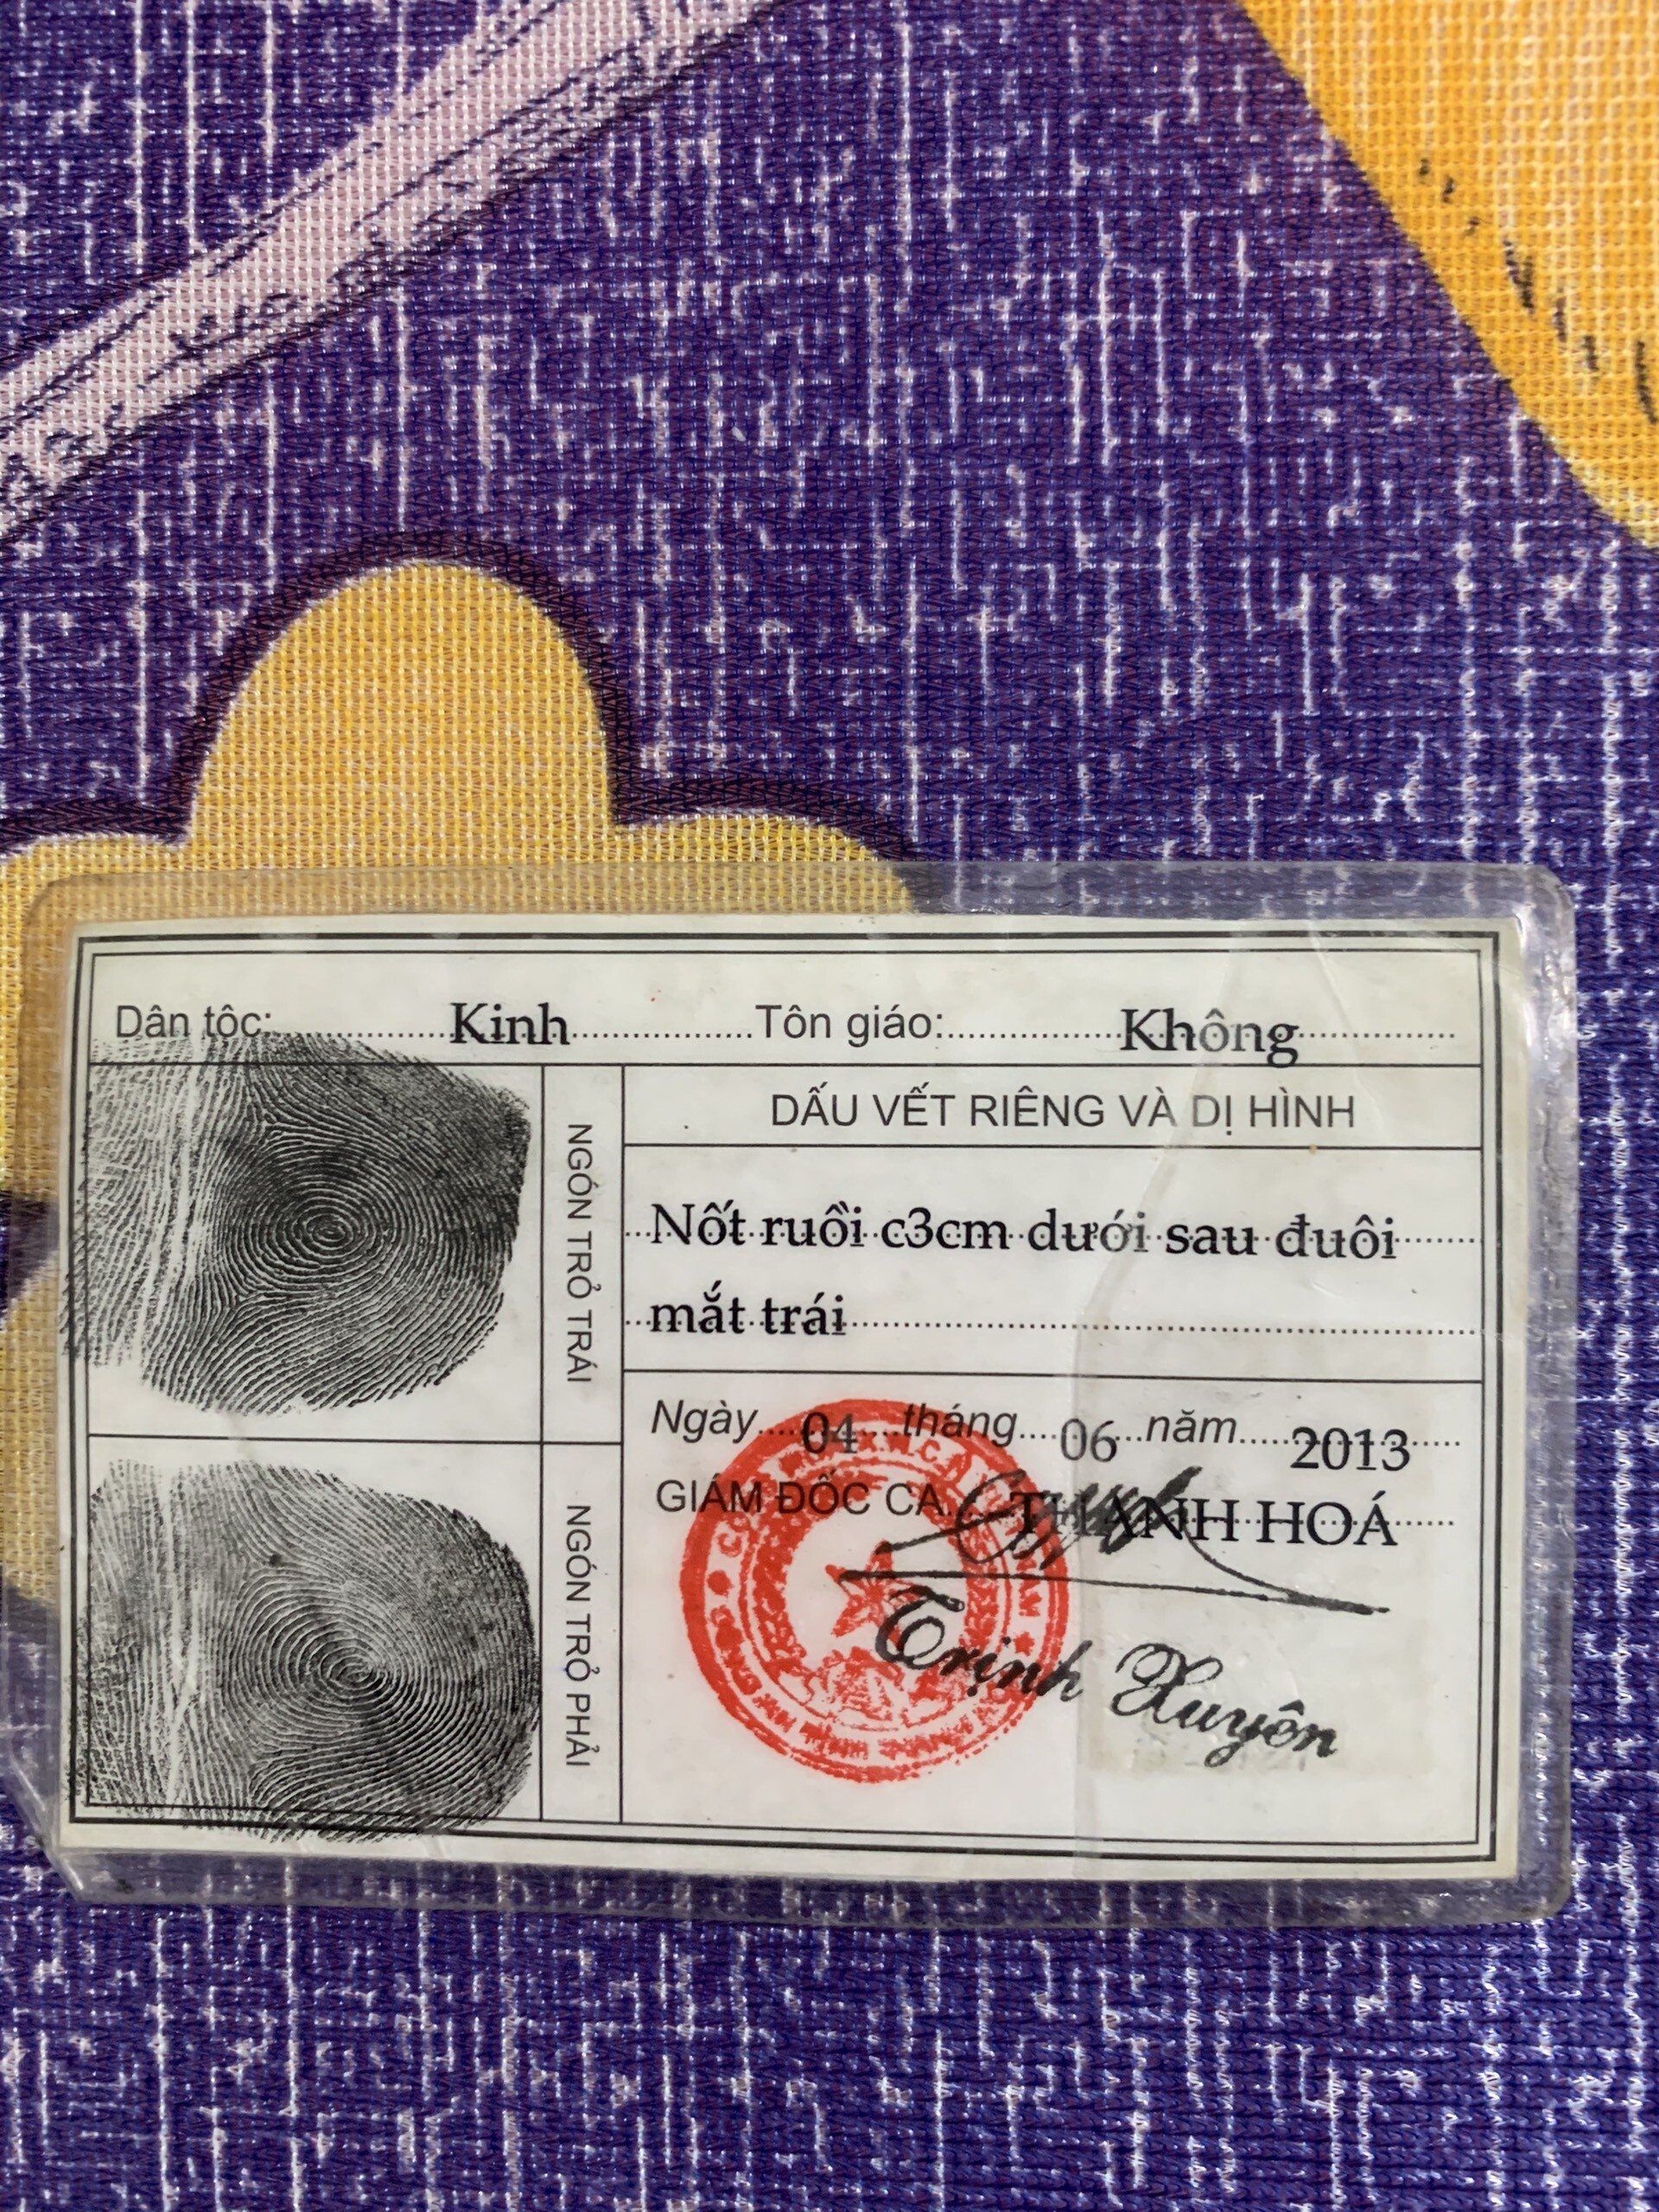 Dân tộc: Kinh Tôn giáo: Không
NGÓN TRỎ TRÁI
DẤU VẾT RIÊNG VÀ DỊ HÌNH
Nốt ruồi c3cm dưới sau đuôi
mắt trái
NGÓN TRỎ PHẢI
Ngày 04 tháng 06 năm 2013
GIÁM ĐỐC CA THANH HOÁ
Trịnh Xuyên